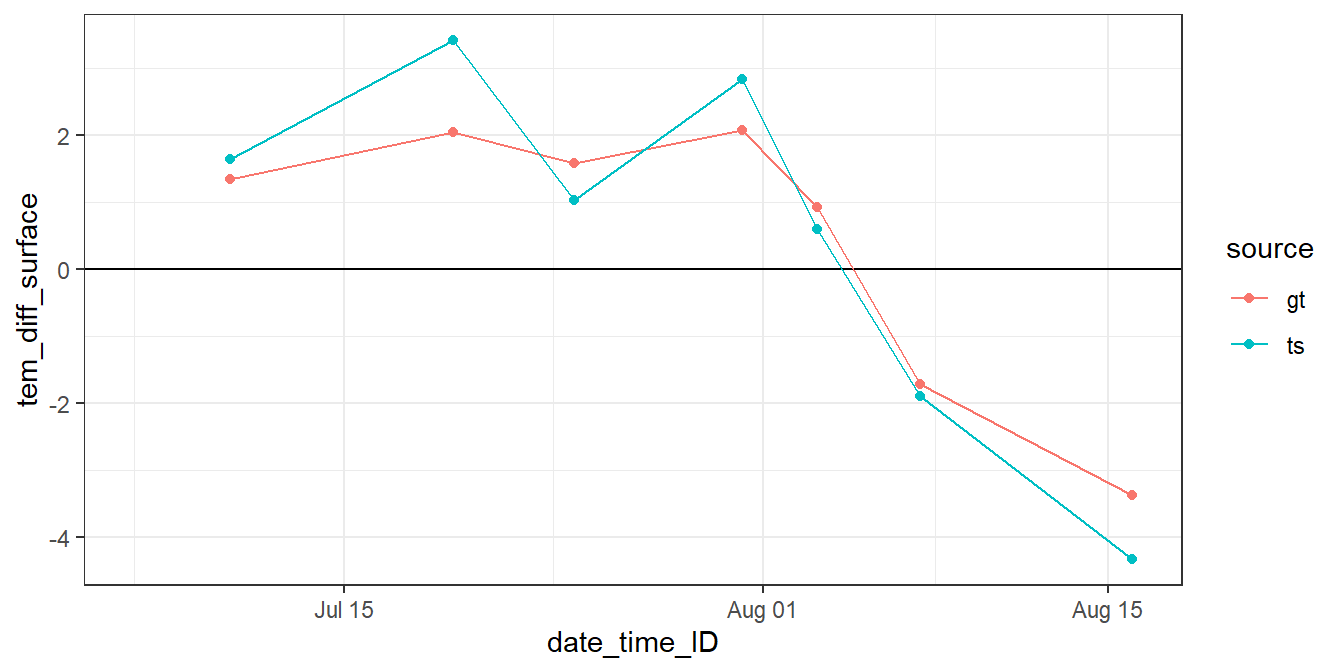 tem_diff_surface
2
0
-2
-4
Jul 15
Aug 01
Aug 15
date_time_ID
source
gt
ts